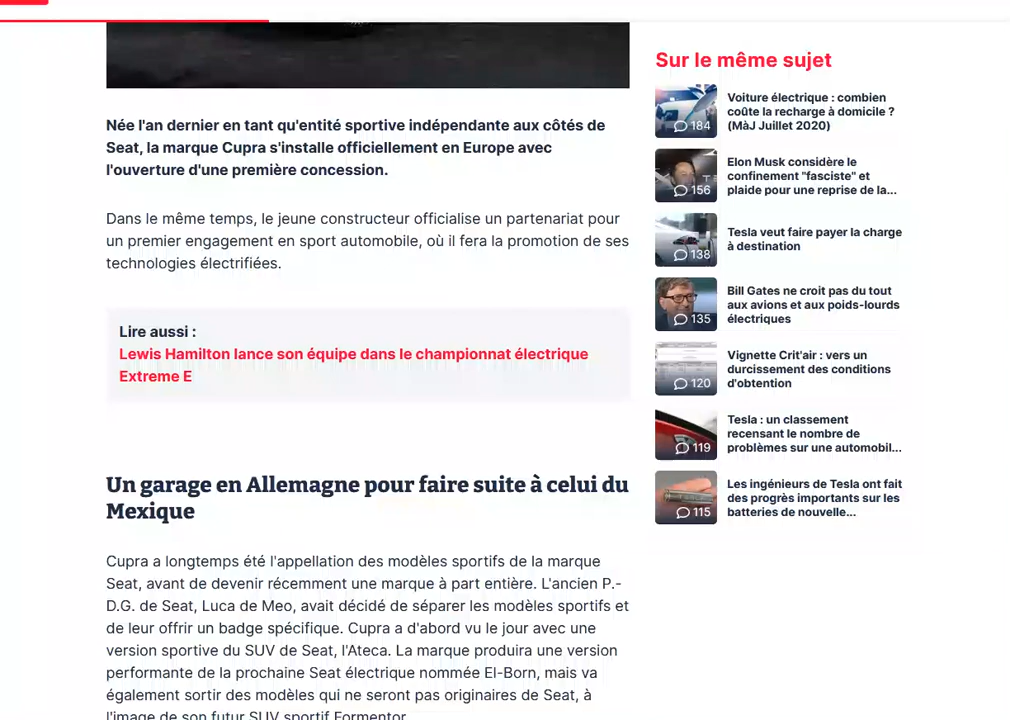 Née l'an dernier en tant qu'entité sportive indépendante aux côtés de
Seat, la marque Cupra s'installe officiellement en Europe avec
l'ouverture d'une première concession.
Dans le même temps, le jeune constructeur officialise un partenariat pour
un premier engagement en sport automobile, où il fera la promotion de ses
technologies électrifiées.
Lire aussi :
Lewis Hamilton lance son équipe dans le championnat électrique
Extreme E
Un garage en Allemagne pour faire suite à celui du
Mexique
Cupra a longtemps été l'appellation des modèles sportifs de la marque
Seat, avant de devenir récemment une marque à part entière. L'ancien P.-
D.G. de Seat, Luca de Meo, avait décidé de séparer les modèles sportifs et
de leur offrir un badge spécifique. Cupra a d'abord vu le jour avec une
version sportive du SUV de Seat, l'Ateca. La marque produira une version
performante de la prochaine Seat électrique nommée El-Born, mais va
également sortir des modèles qui ne seront pas originaires de Seat, à
l'image de son futur SUV sportif Formentor.
Sur le même sujet
184
Voiture électrique : combien
coûte la recharge à domicile ?
(MàJ Juillet 2020)
156
Elon Musk considère le
confinement "fasciste" et
plaide pour une reprise de la...
138
Tesla veut faire payer la charge
à destination
135
Bill Gates ne croit pas du tout
aux avions et aux poids-lourds
électriques
120
Vignette Crit'air : vers un
durcissement des conditions
d'obtention
119
Tesla : un classement
recensant le nombre de
problèmes sur une automobil...
115
Les ingénieurs de Tesla ont fait
des progrès importants sur les
batteries de nouvelle...